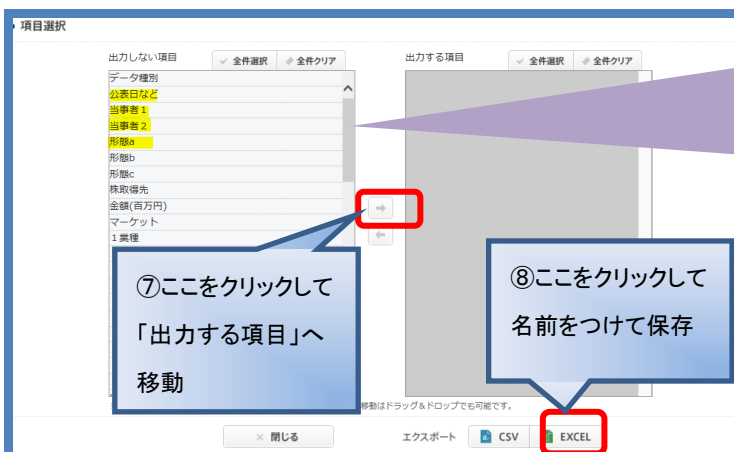 項目選択
出力しない項目
全件選択
全件クリア
出力する項目
全件選択
全件クリア
データ種別
公表日など
当事者1
当事者2
形態a
形態b
形態c
株取得先
金額(百万円)
マーケット
1業種
⑦ここをクリックして
「出力する項目」へ
移動
⑧ここをクリックして
名前をつけて保存
移動はドラッグ&ドロップでも可能です。
× 閉じる
エクスポート
CSV
EXCEL